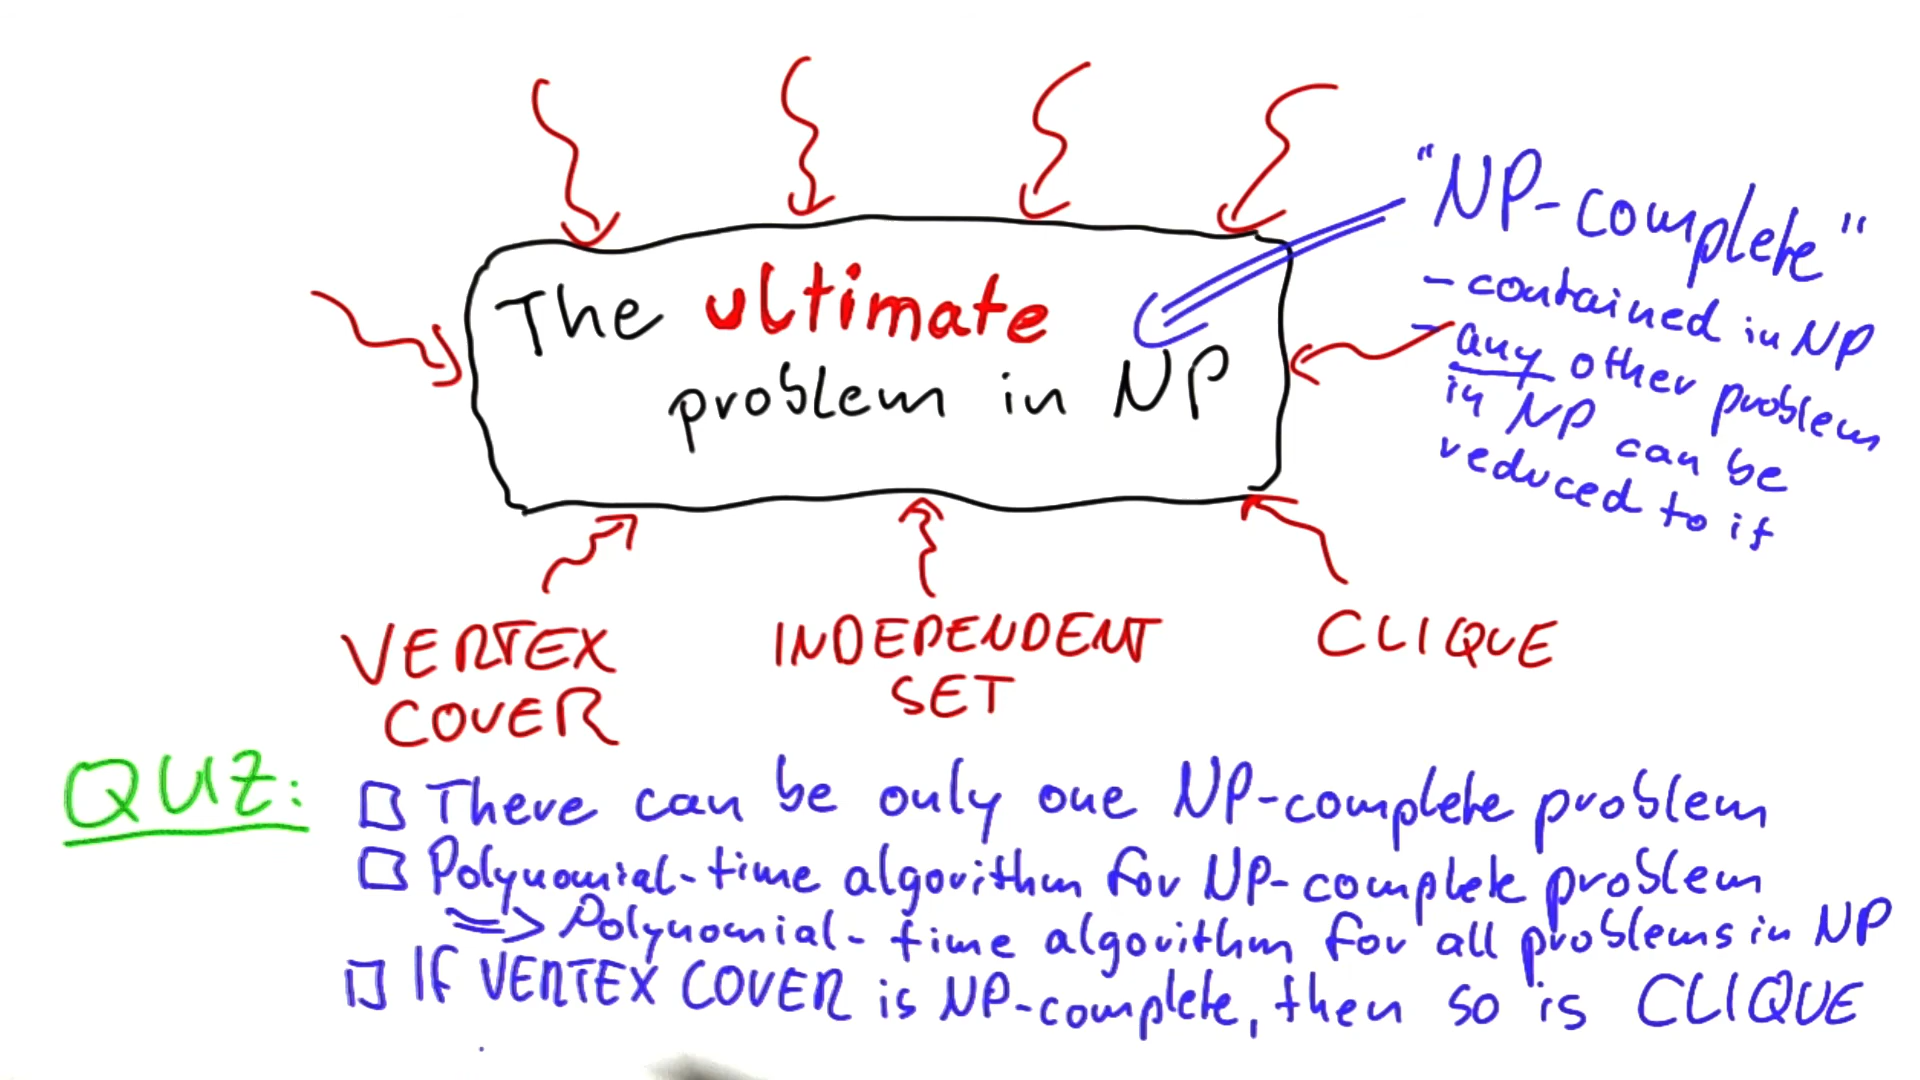 The ultimate
problem in NP
"NP-complete"
- contained in NP
- any other problem
in NP can be
reduced to it
VERTEX
COVER
INDEPENDENT
SET
CLIQUE
QUIZ:
There can be only one NP-complete problem
Polynomial-time algorithm for NP-complete problem
=> Polynomial-time algorithm for all problems in NP
If VERTEX COVER is NP-complete, then so is CLIQUE